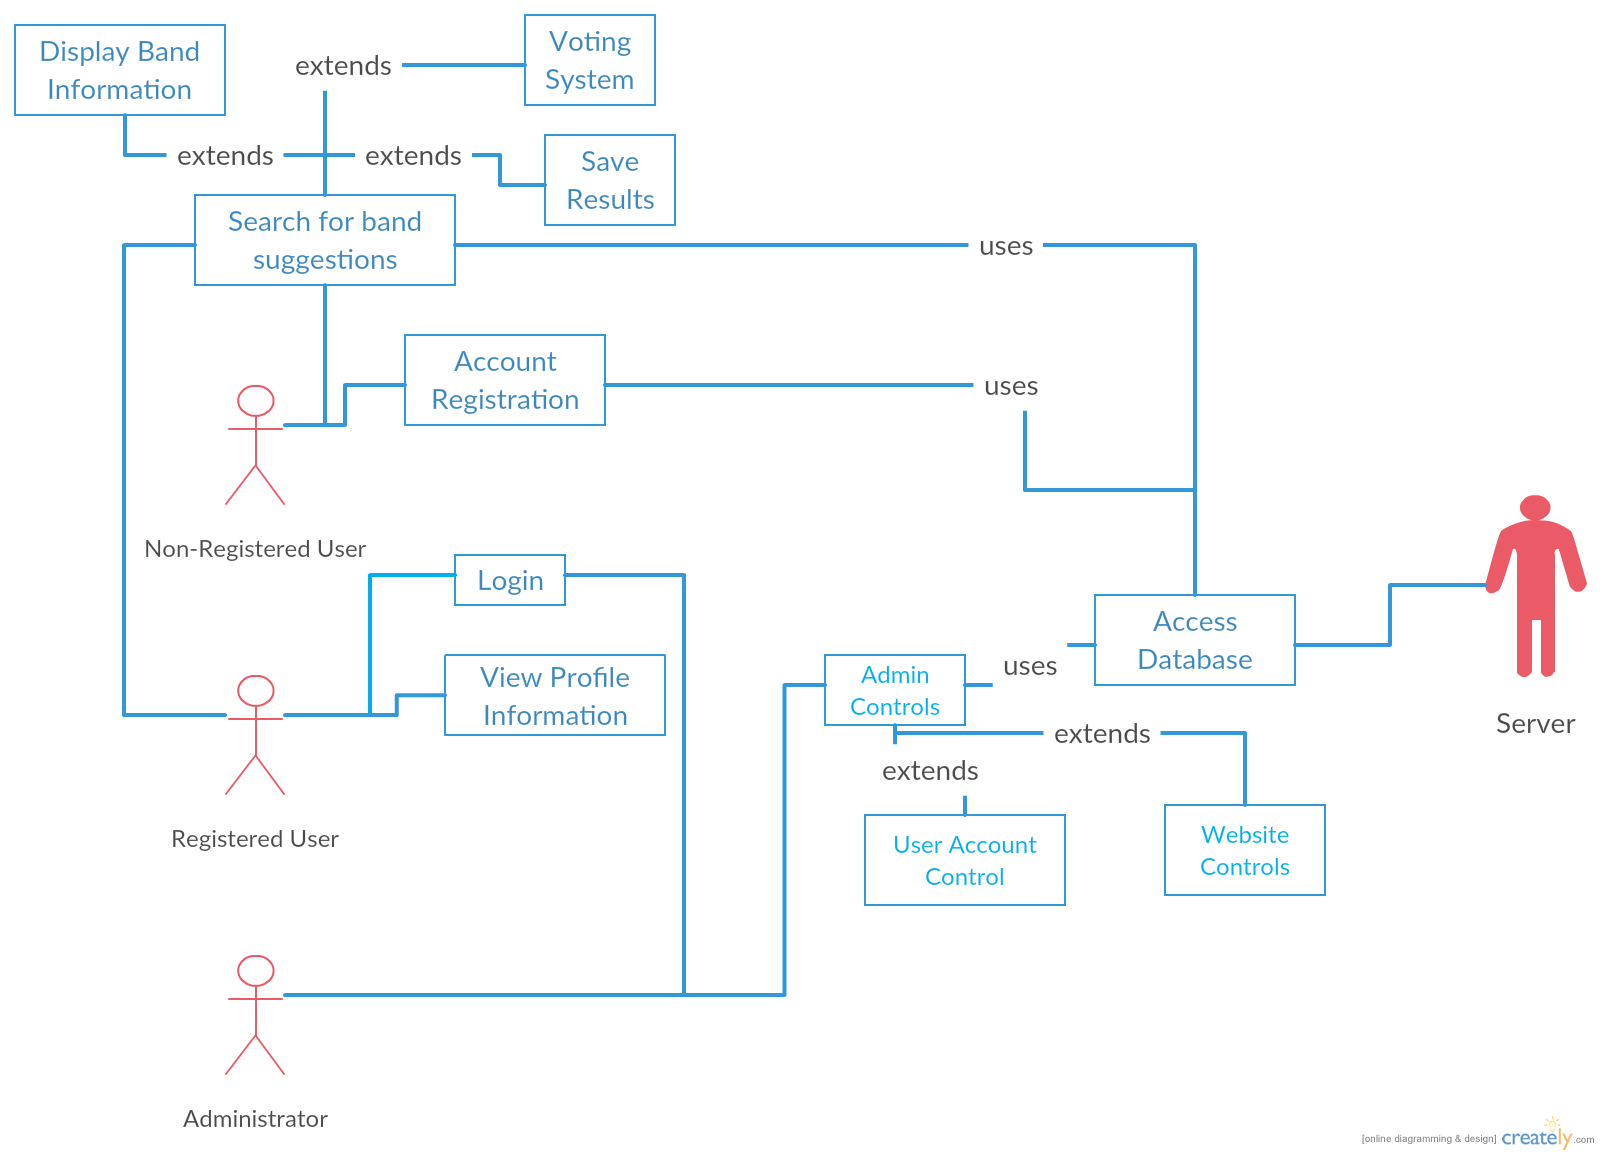 Display Band
Information
extends
Voting
System
extends
extends
Save
Results
Search for band
suggestions
uses
Account
Registration
uses
Non-Registered User
Login
Access
Database
View Profile
Information
Admin
Controls
uses
Server
extends
extends
User Account
Control
Website
Controls
Registered User
Administrator
[online diagramming & design] creately.com